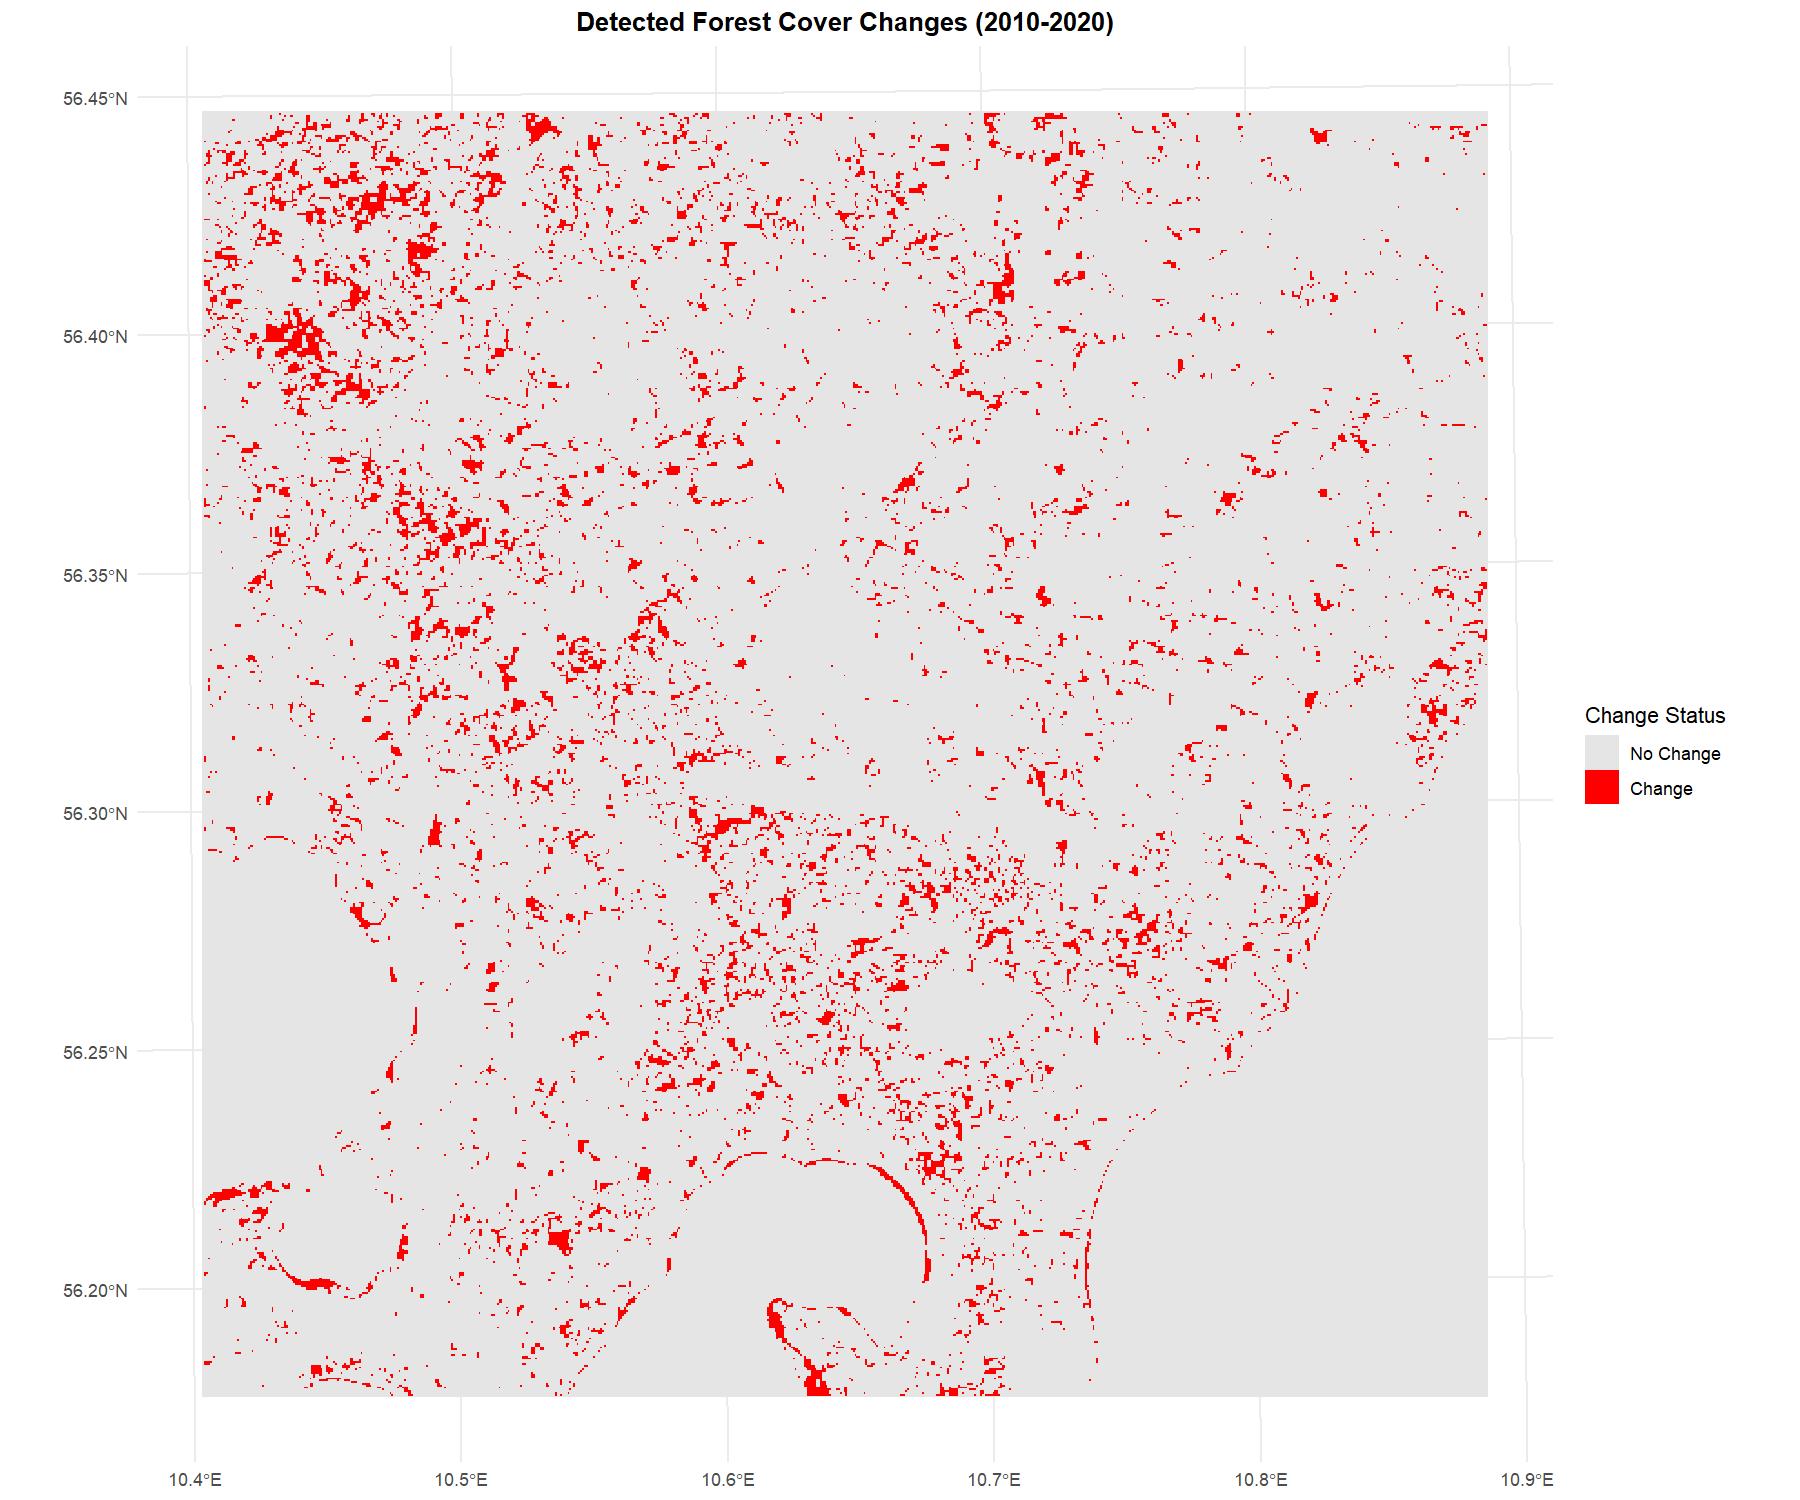 Detected Forest Cover Changes (2010-2020)
56.45°N
56.40°N
56.35°N
56.30°N
56.25°N
56.20°N
10.4°E
10.5°E
10.6°E
10.7°E
10.8°E
10.9°E
Change Status
No Change
Change